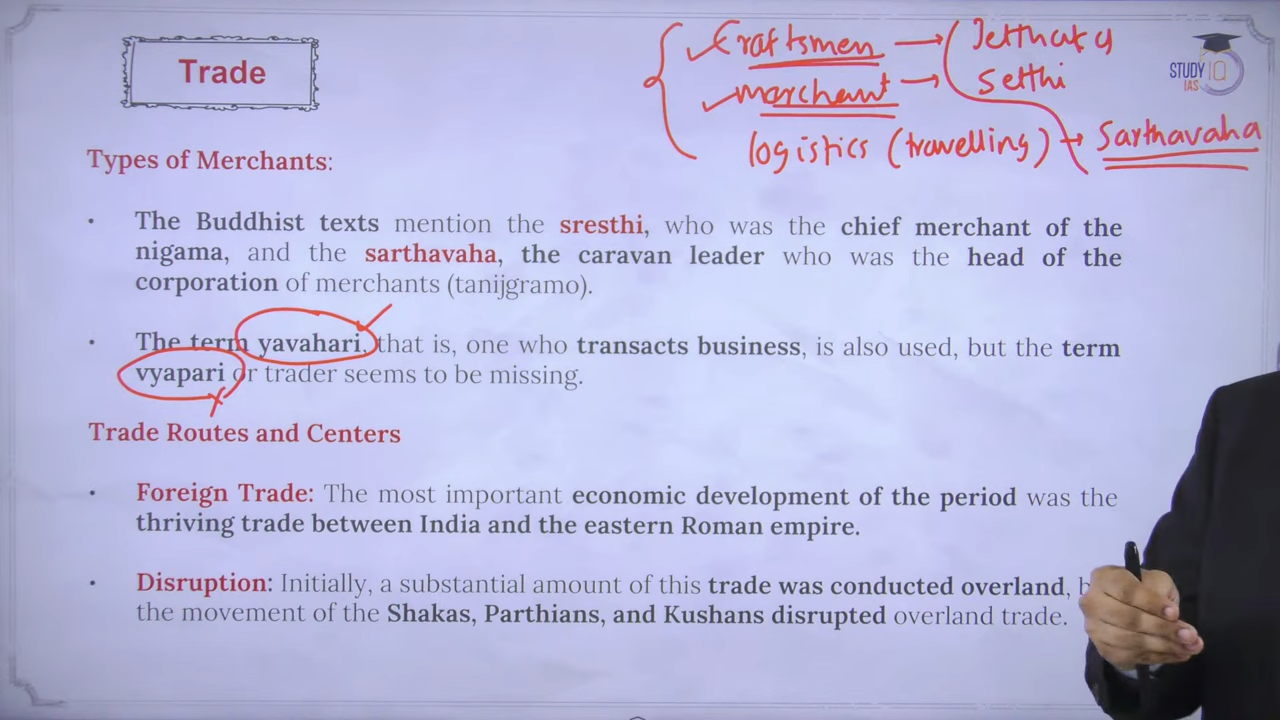 Trade
Craftsmen → Jetthaka
merchant → Setthi
logistics (travelling) → Sarthavaha
STUDY IQ
IAS
Types of Merchants:
• The Buddhist texts mention the sresthi, who was the chief merchant of the
nigama, and the sarthavaha, the caravan leader who was the head of the
corporation of merchants (tanijgramo).
• The term yavahari, that is, one who transacts business, is also used, but the term
vyapari or trader seems to be missing.
Trade Routes and Centers
• Foreign Trade: The most important economic development of the period was the
thriving trade between India and the eastern Roman empire.
• Disruption: Initially, a substantial amount of this trade was conducted overland,
the movement of the Shakas, Parthians, and Kushans disrupted overland trade.